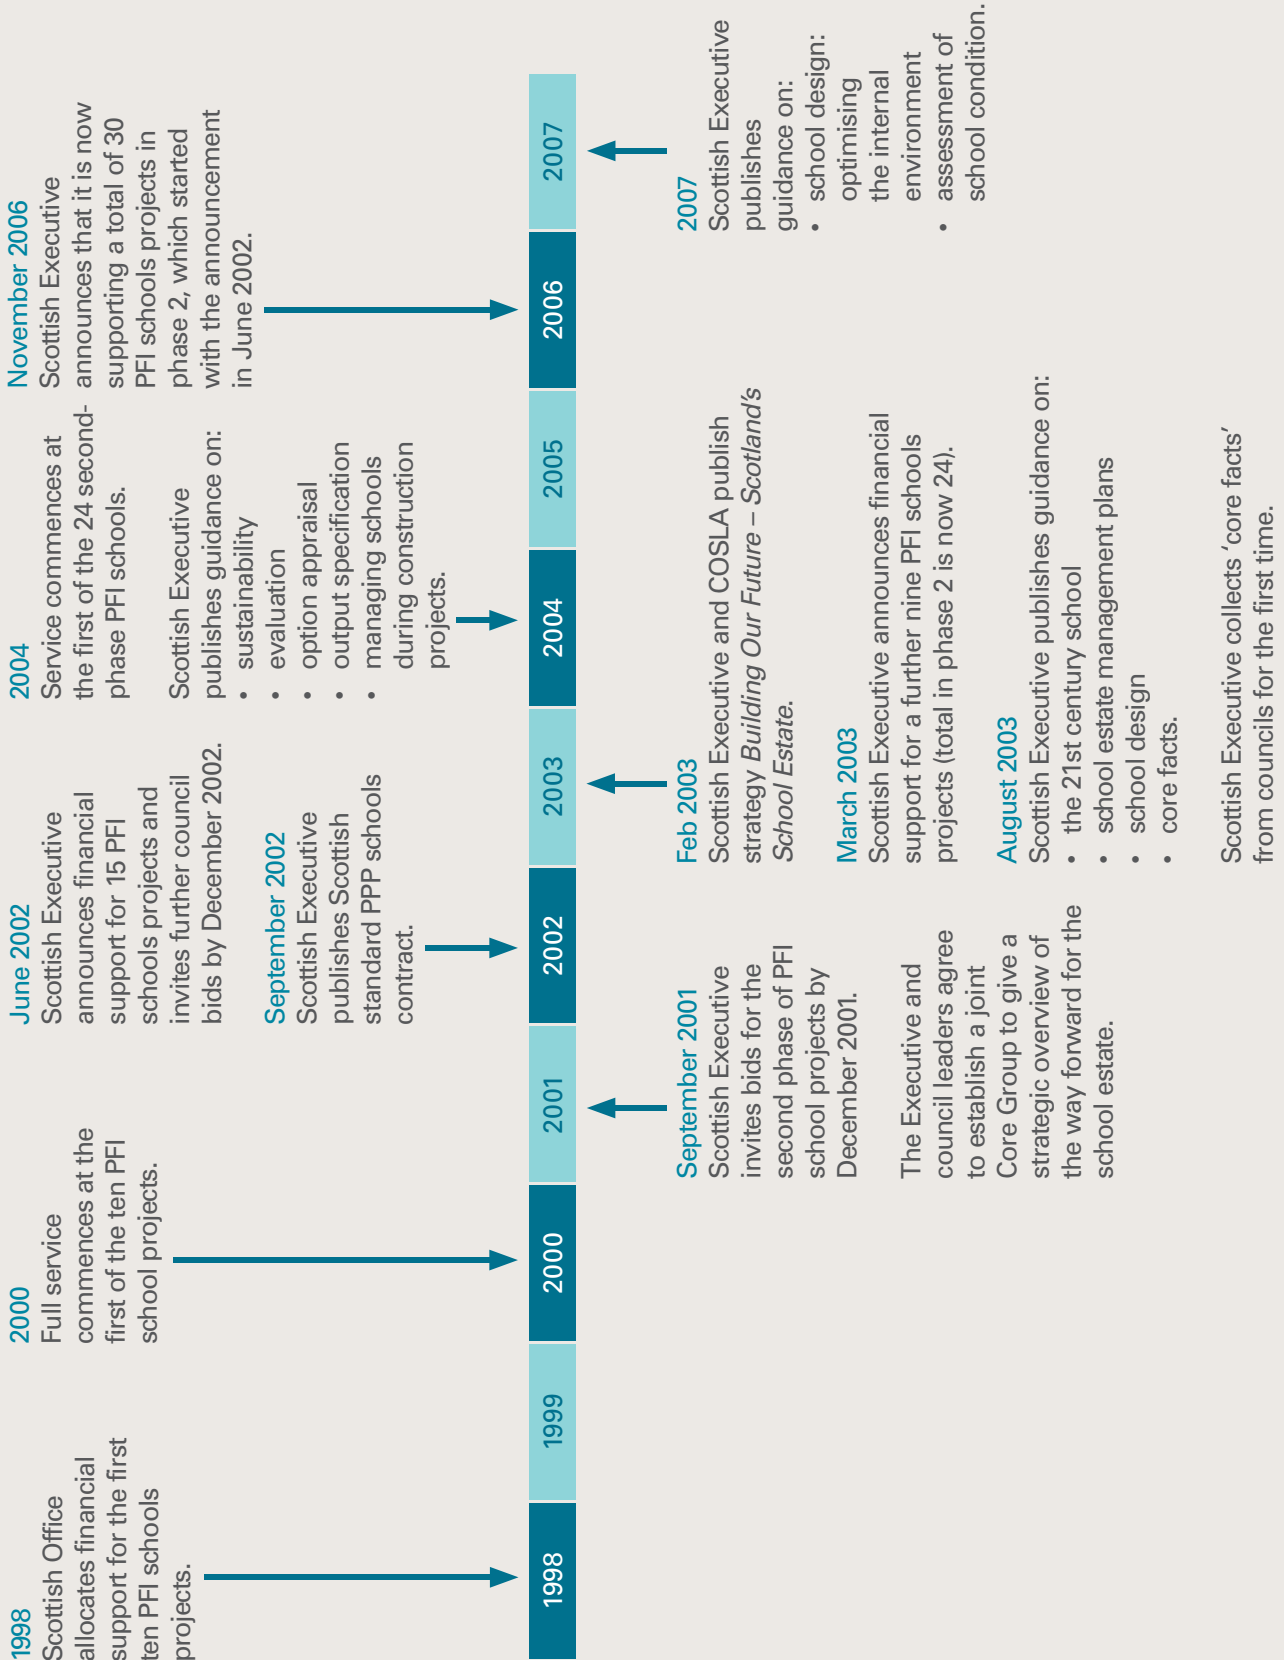 1998
Scottish Office
allocates financial
support for the first
ten PFI schools
projects.
2000
Full service
commences at the
first of the ten PFI
school projects.
June 2002
Scottish Executive
announces financial
support for 15 PFI
schools projects and
invites further council
bids by December 2002.
September 2002
Scottish Executive
publishes Scottish
standard PPP schools
contract.
2004
Service commences at
the first of the 24 second-
phase PFI schools.
Scottish Executive
publishes guidance on:
• sustainability
• evaluation
• option appraisal
• output specification
• managing schools
during construction
projects.
November 2006
Scottish Executive
announces that it is now
supporting a total of 30
PFI schools projects in
phase 2, which started
with the announcement
in June 2002.
1998
1999
2000
2001
2002
2003
2004
2005
2006
2007
September 2001
Scottish Executive
invites bids for the
second phase of PFI
school projects by
December 2001.
The Executive and
council leaders agree
to establish a joint
Core Group to give a
strategic overview of
the way forward for the
school estate.
Feb 2003
Scottish Executive and COSLA publish
strategy Building Our Future – Scotland’s
School Estate.
March 2003
Scottish Executive announces financial
support for a further nine PFI schools
projects (total in phase 2 is now 24).
August 2003
Scottish Executive publishes guidance on:
• the 21st century school
• school estate management plans
• school design
• core facts.
Scottish Executive collects ‘core facts’
from councils for the first time.
2007
Scottish Executive
publishes
guidance on:
• school design:
optimising
the internal
environment
• assessment of
school condition.